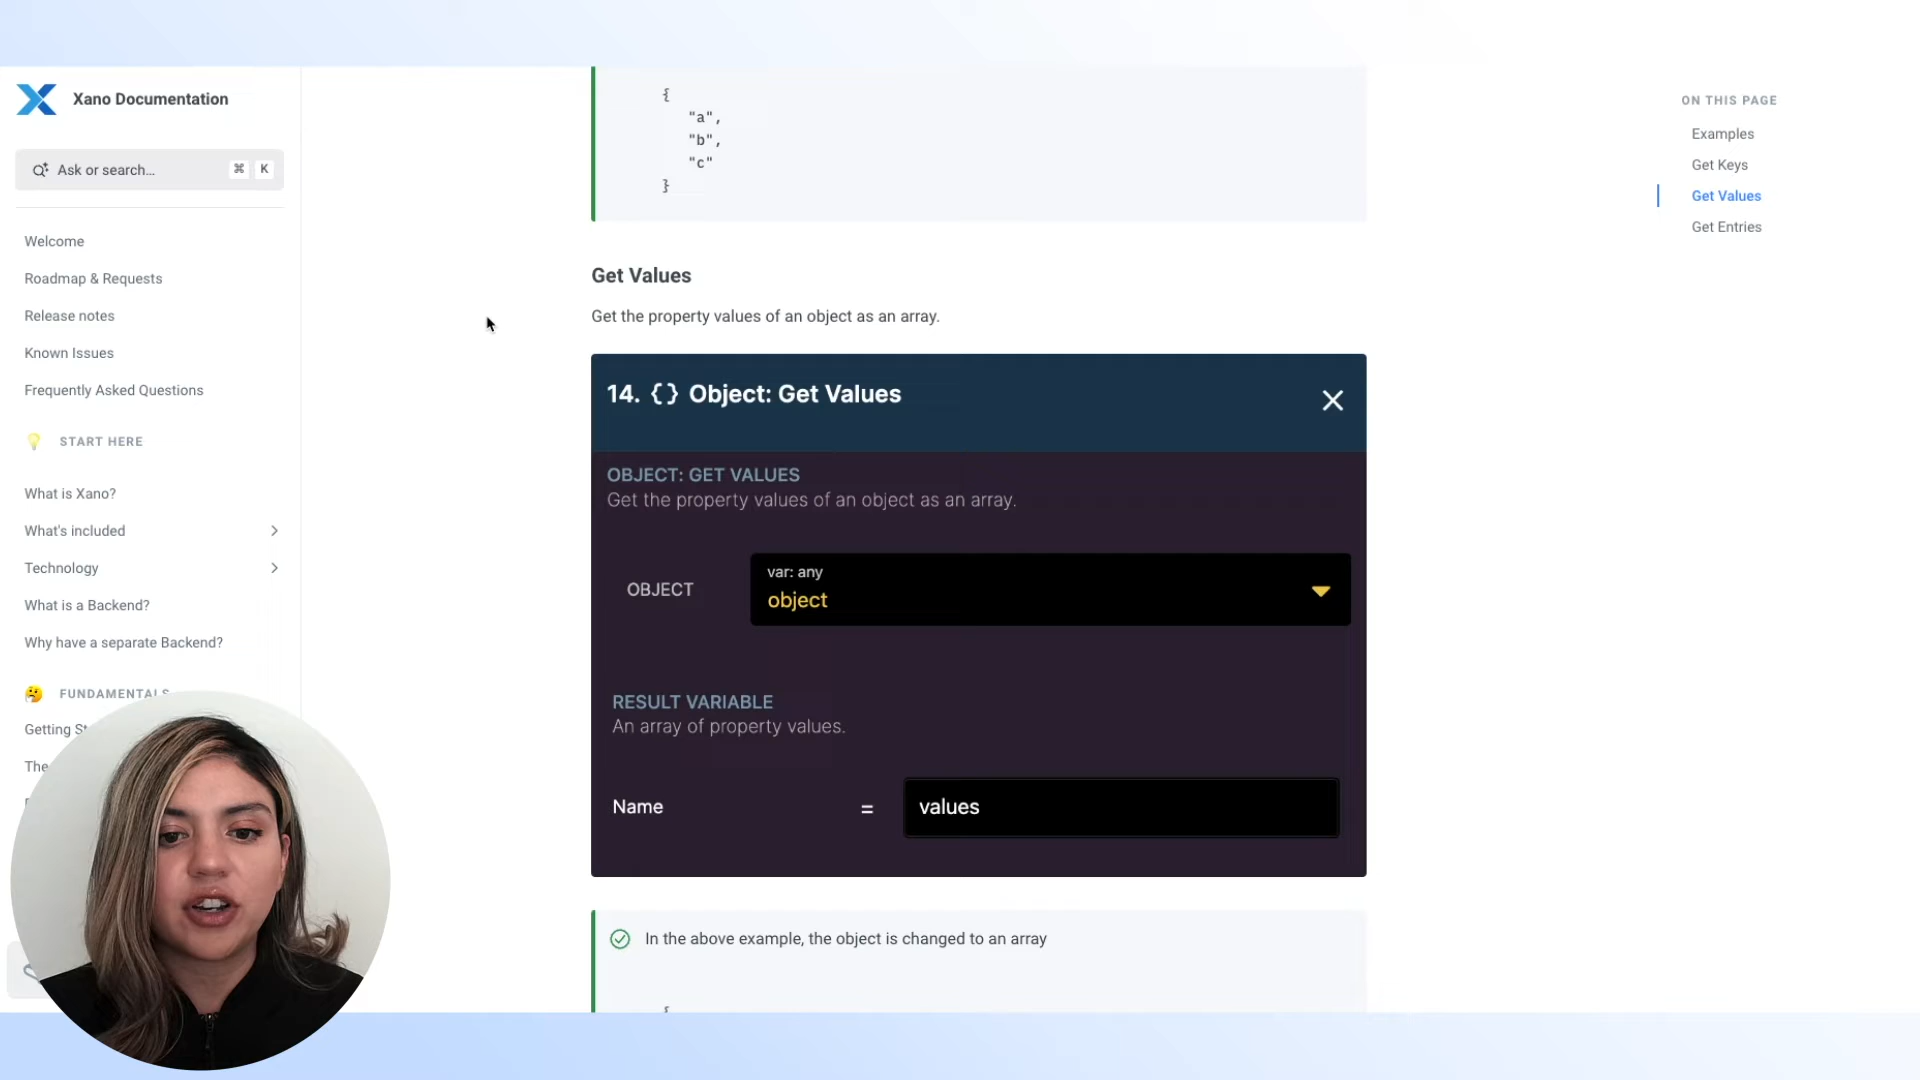 Xano Documentation
Ask or search...
⌘ K
Welcome
Roadmap & Requests
Release notes
Known Issues
Frequently Asked Questions
START HERE
What is Xano?
What's included
Technology
What is a Backend?
Why have a separate Backend?
FUNDAMENTALS
Getting St
The
{
"a",
"b",
"c"
}
Get Values
Get the property values of an object as an array.
14. {} Object: Get Values
OBJECT: GET VALUES
Get the property values of an object as an array.
OBJECT
var: any
object
RESULT VARIABLE
An array of property values.
Name = values
In the above example, the object is changed to an array
ON THIS PAGE
Examples
Get Keys
Get Values
Get Entries